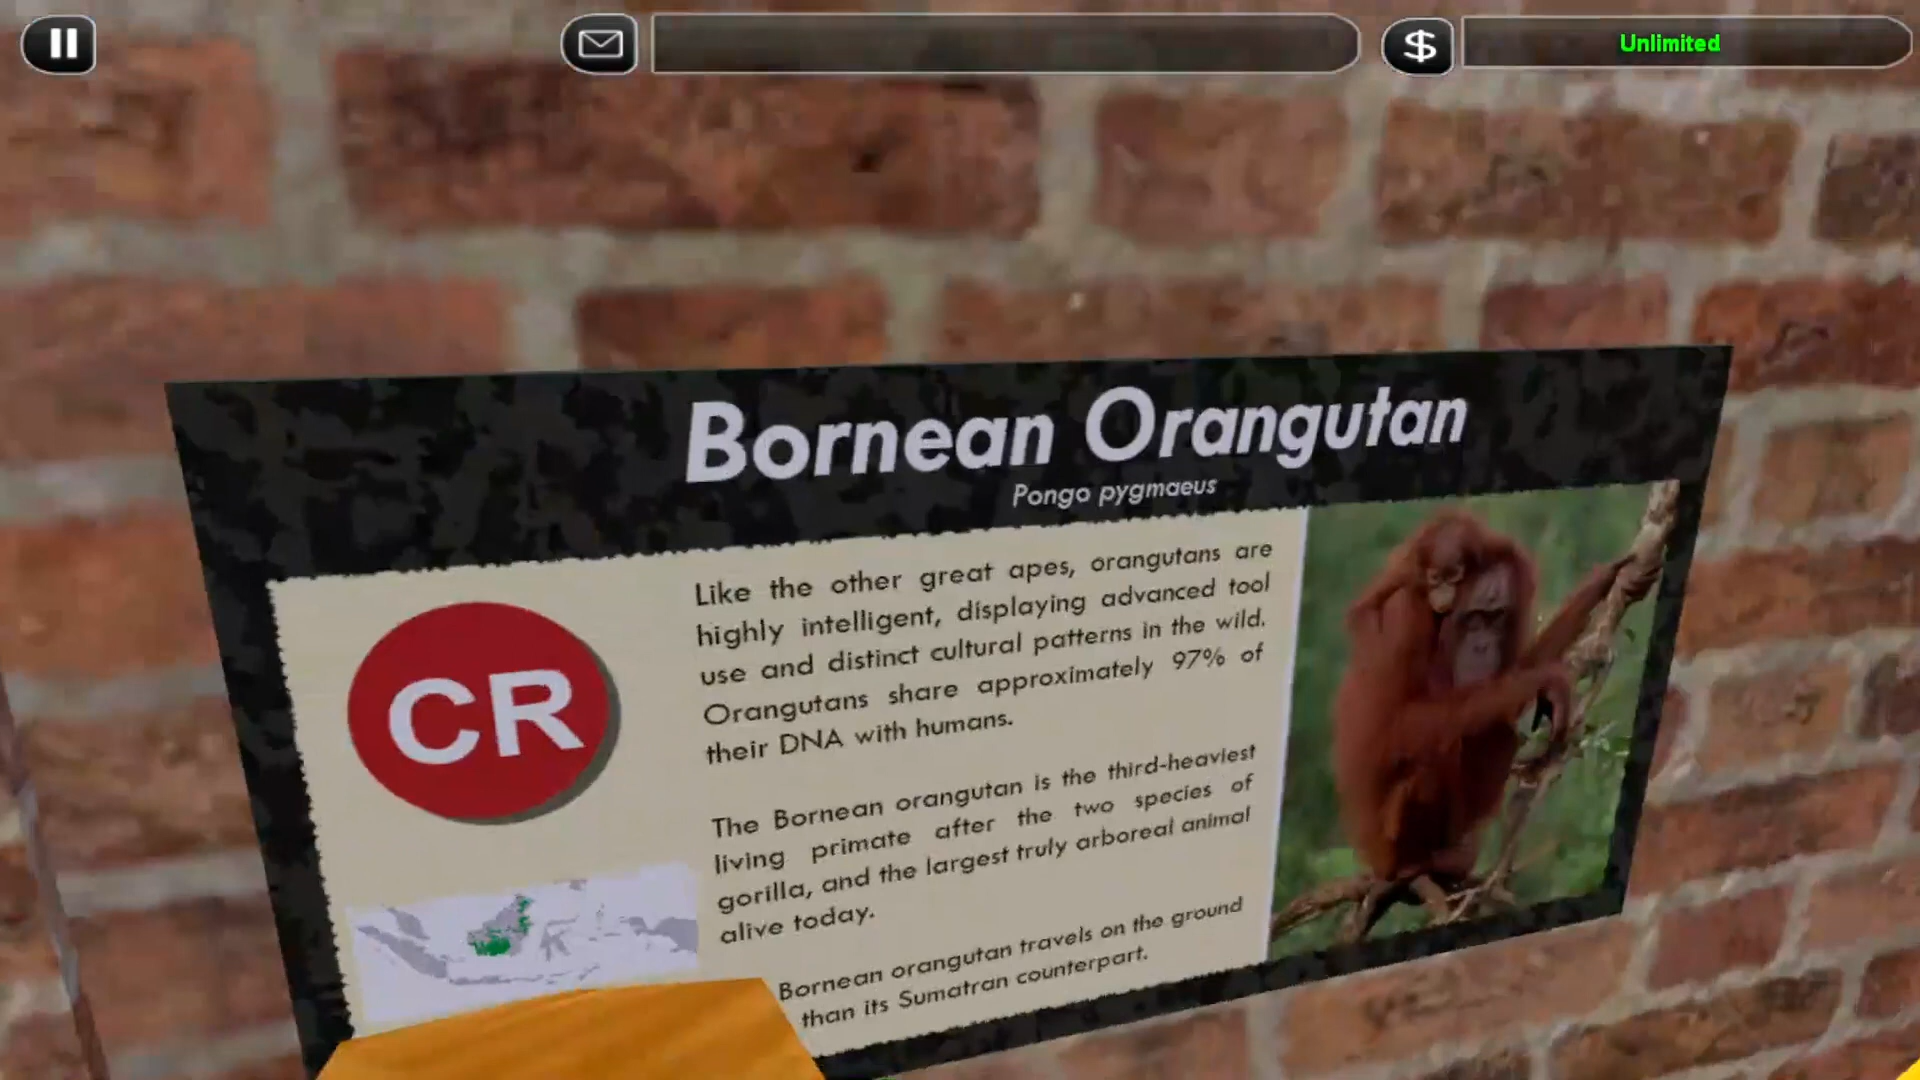 Unlimited
Bornean Orangutan
Pongo pygmaeus
CR
Like the other great apes, orangutans are
highly intelligent, displaying advanced tool
use and distinct cultural patterns in the wild.
Orangutans share approximately 97% of
their DNA with humans.
The Bornean orangutan is the third-heaviest
living primate after the two species of
gorilla, and the largest truly arboreal animal
alive today.
Bornean orangutan travels on the ground
than its Sumatran counterpart.